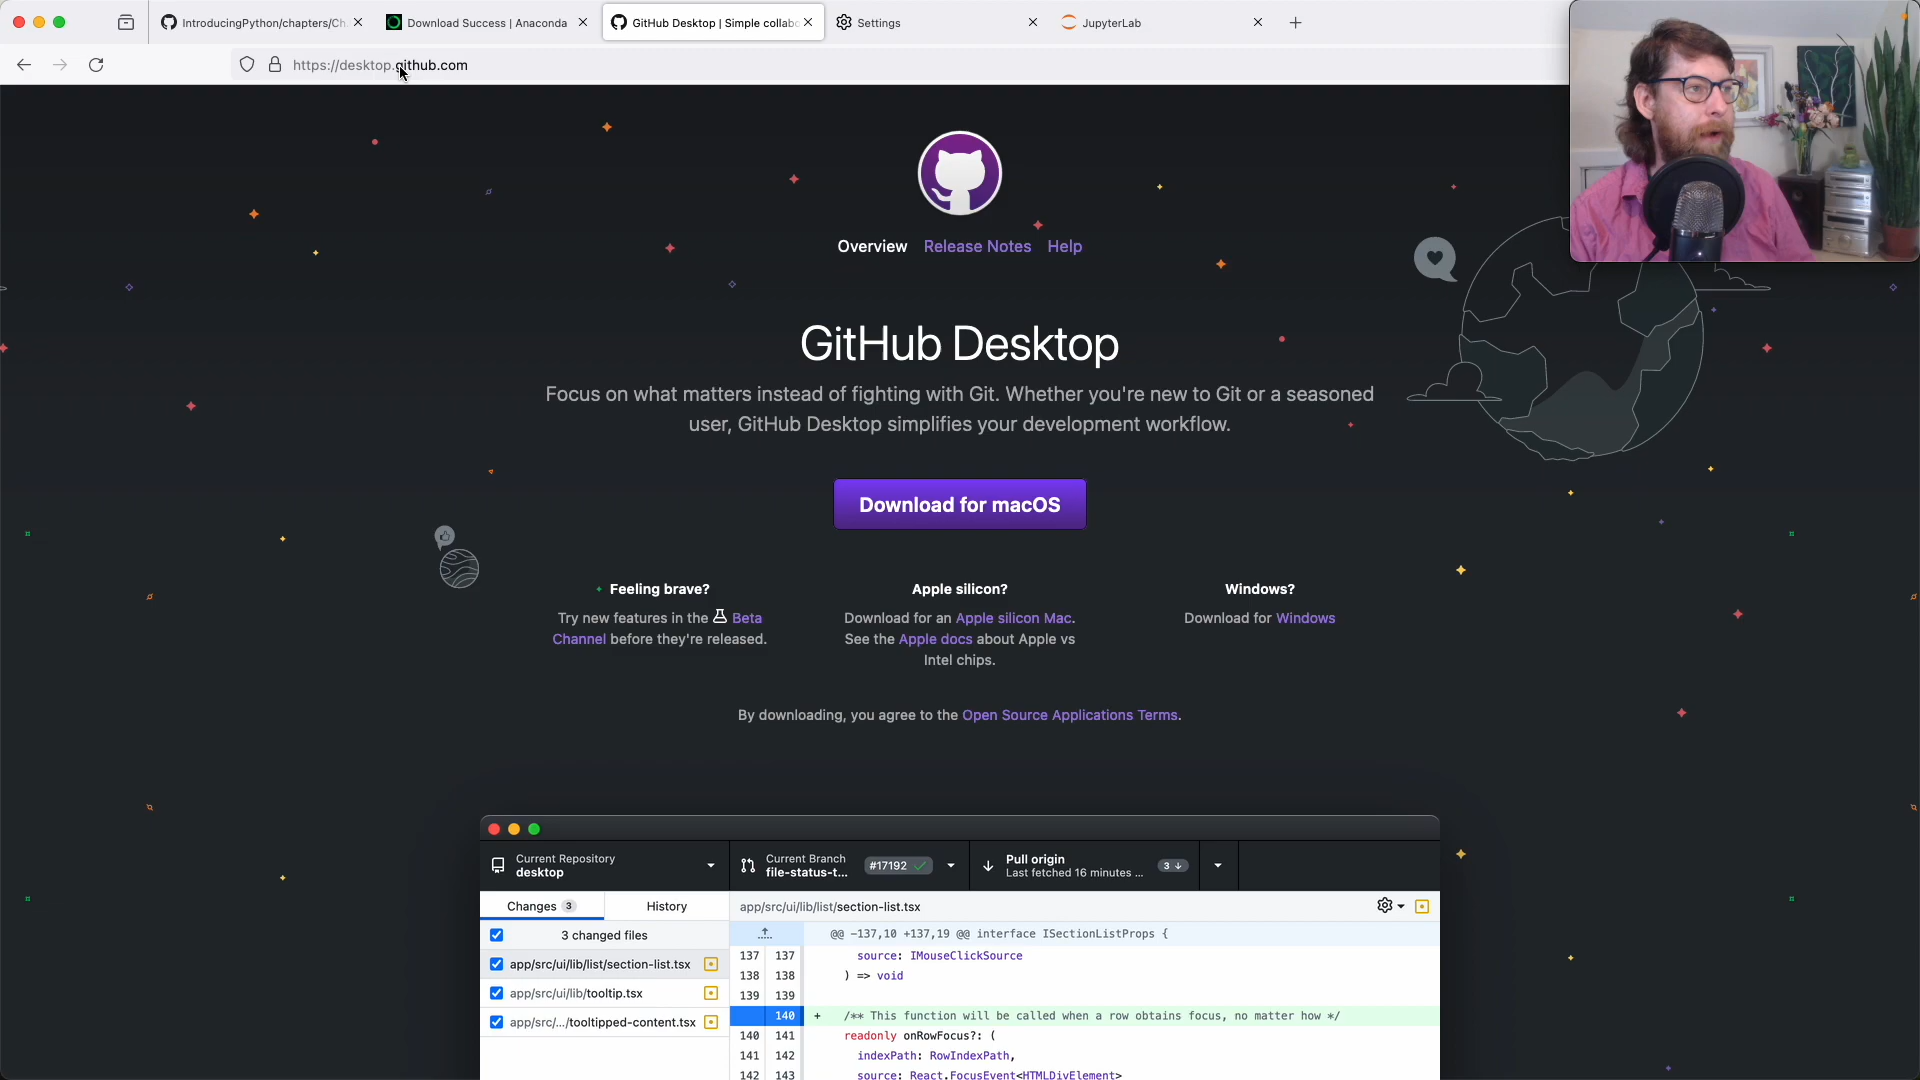 IntroducingPython/chapters/Ch
Download Success | Anaconda
GitHub Desktop | Simple collabo
Settings
JupyterLab
https://desktop.github.com
Overview
Release Notes
Help
GitHub Desktop
Focus on what matters instead of fighting with Git. Whether you're new to Git or a seasoned
user, GitHub Desktop simplifies your development workflow.
Download for macOS
Feeling brave?
Try new features in the Beta
Channel before they're released.
Apple silicon?
Download for an Apple silicon Mac.
See the Apple docs about Apple vs
Intel chips.
Windows?
Download for Windows
By downloading, you agree to the Open Source Applications Terms.
Current Repository
desktop
Current Branch
file-status-t...
#17192
Pull origin
Last fetched 16 minutes ...
3
Changes 3
History
app/src/ui/lib/list/section-list.tsx
3 changed files
app/src/ui/lib/list/section-list.tsx
app/src/ui/lib/tooltip.tsx
app/src/.../tooltipped-content.tsx
@@ -137,10 +137,19 @@ interface ISectionListProps {
137 137 source: IMouseClickSource
138 138 ) => void
139 139
140 + /** This function will be called when a row obtains focus, no matter how */
140 141 readonly onRowFocus?: (
141 142 indexPath: RowIndexPath,
142 143 source: React.FocusEvent<HTMLDivElement>